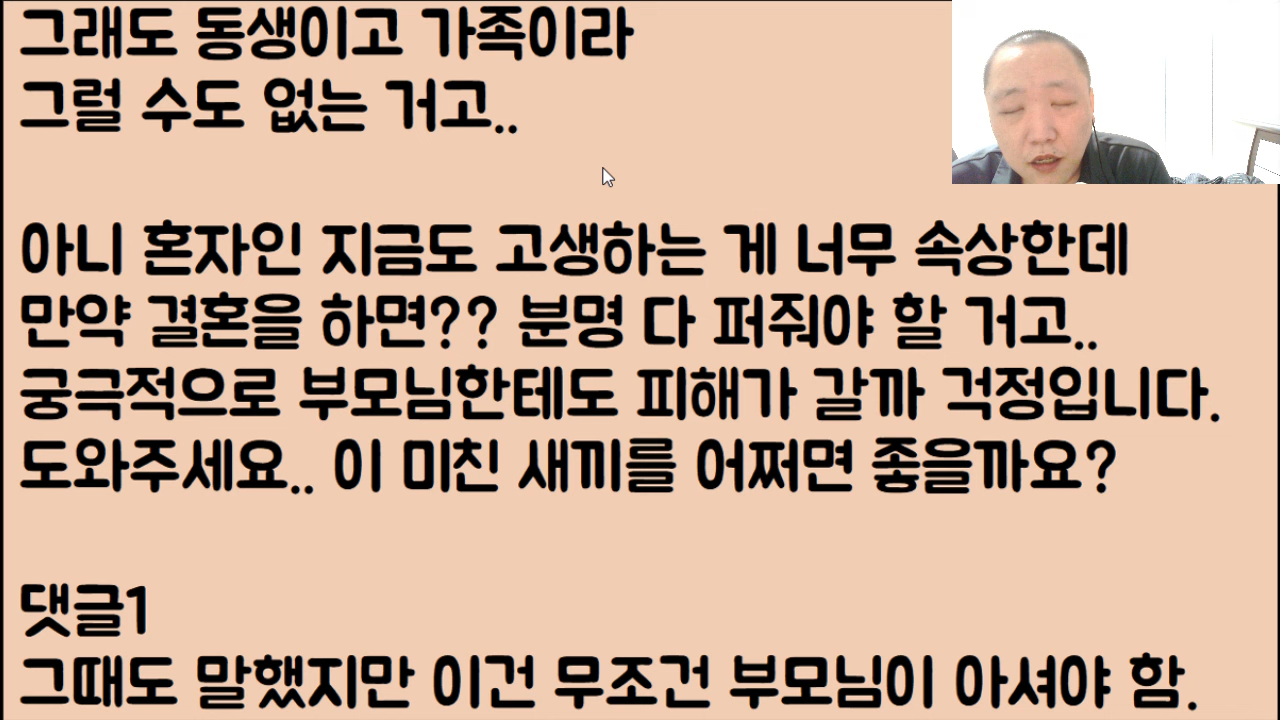 그래도 동생이고 가족이라
그럴 수도 없는 거고..
아니 혼자인 지금도 고생하는 게 너무 속상한데
만약 결혼을 하면?? 분명 다 퍼줘야 할 거고..
궁극적으로 부모님한테도 피해가 갈까 걱정입니다.
도와주세요.. 이 미친 새끼를 어쩌면 좋을까요?
댓글1
그때도 말했지만 이건 무조건 부모님이 아셔야 함.